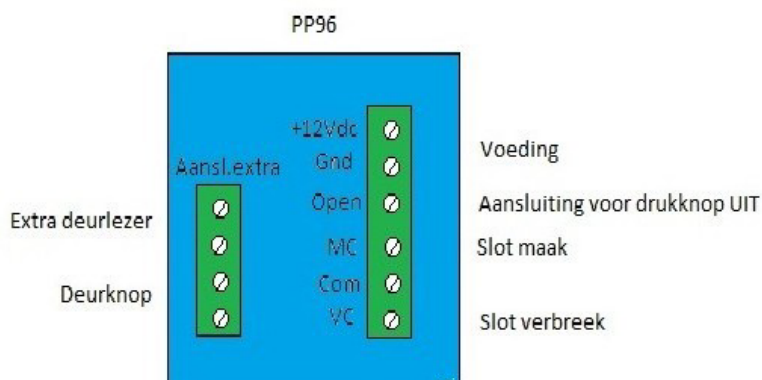 PP96
+12Vdc
Gnd
Open
MC
Com
VC
Aansl.extra
Extra deurlezer
Deurknop
Voeding
Aansluiting voor drukknop UIT
Slot maak
Slot verbreek